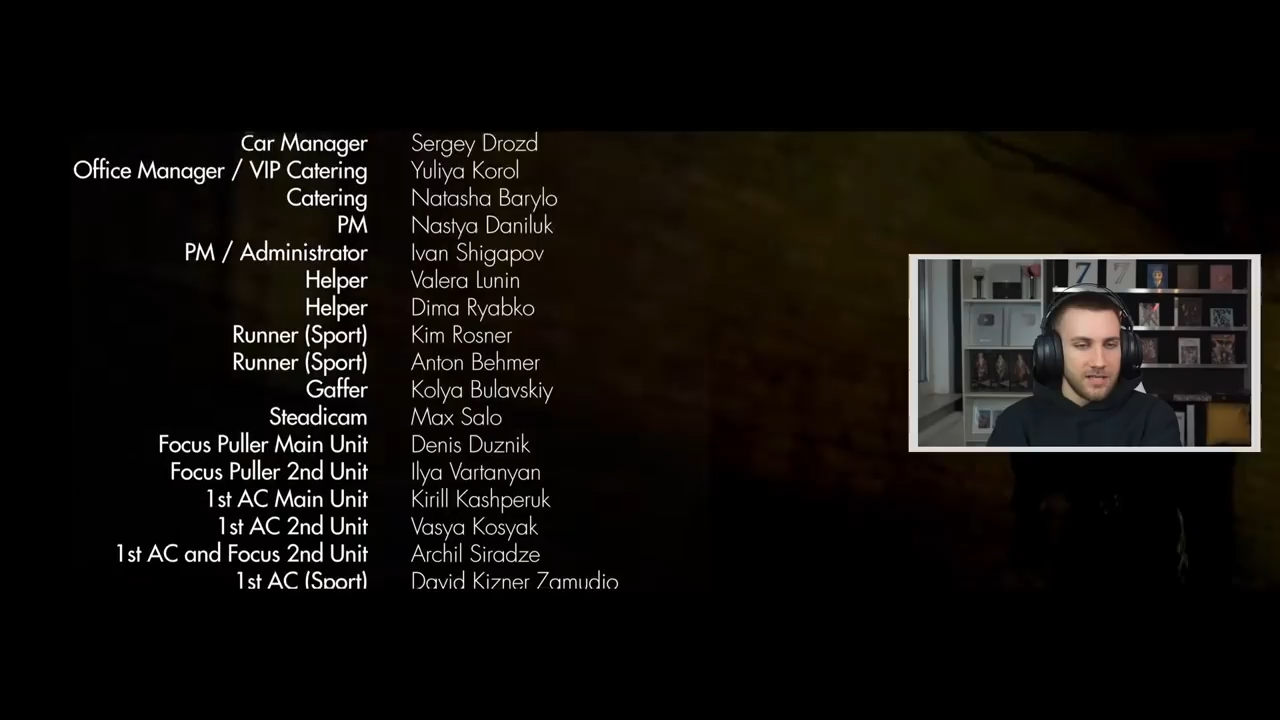 Car Manager Sergey Drozd
Office Manager / VIP Catering Yuliya Korol
Catering Natasha Barylo
PM Nastya Daniluk
PM / Administrator Ivan Shigapov
Helper Valera Lunin
Helper Dima Ryabko
Runner (Sport) Kim Rosner
Runner (Sport) Anton Behmer
Gaffer Kolya Bulavskiy
Steadicam Max Salo
Focus Puller Main Unit Denis Duznik
Focus Puller 2nd Unit Ilya Vartanyan
1st AC Main Unit Kirill Kashperuk
1st AC 2nd Unit Vasya Kosyak
1st AC and Focus 2nd Unit Archil Siradze
1st AC (Sport) David Kizner Zamudio
7 7